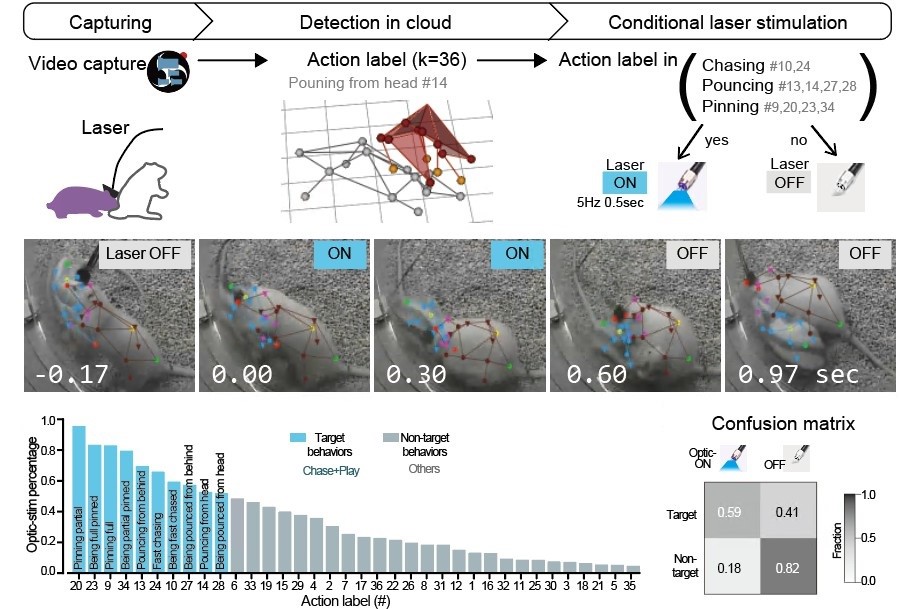 Capturing
Detection in cloud
Conditional laser stimulation
Video capture
Action label (k=36)
Pouning from head #14
Action label in
Chasing #10,24
Pouncing #13,14,27,28
Pinning #9,20,23,34
Laser
yes
no
Laser
ON
5Hz 0.5sec
Laser
OFF
Laser OFF
ON
ON
OFF
OFF
-0.17
0.00
0.30
0.60
0.97 sec
Optic-stim percentage
1.0
0.8
0.6
0.4
0.2
0.0
Pinning partial
Being full pinned
Pinning full
Being partial pinned
Pouncing from behind
Fast chasing
Being fast chased
Being pounced from behind
Pouncing from head
Being pounced from head
Target
behaviors
Chase+Play
Non-target
behaviors
Others
20 23 9 34 13 24 10 27 14 28 6 33 19 15 29 4 2 7 17 36 22 26 8 31 12 1 16 32 11 25 30 3 18 21 5 35
Action label (#)
Confusion matrix
Optic-
ON
OFF
Target
0.59
0.41
Non-
target
0.18
0.82
Fraction
1.0
0.5
0.0